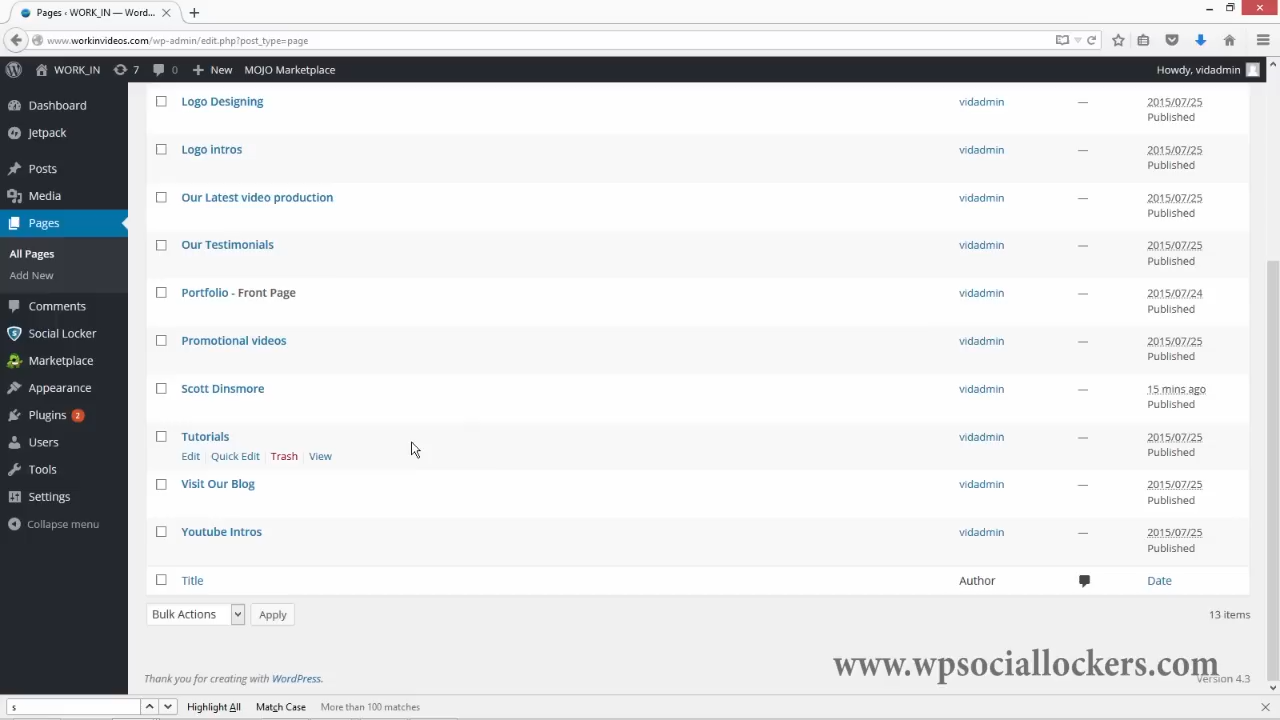 Pages ‹ WORK_IN — Word...
www.workinvideos.com/wp-admin/edit.php?post_type=page
WORK_IN 7 0 New MOJO Marketplace Howdy, vidadmin
Dashboard
Jetpack
Posts
Media
Pages
All Pages
Add New
Comments
Social Locker
Marketplace
Appearance
Plugins 2
Users
Tools
Settings
Collapse menu
Logo Designing vidadmin — 2015/07/25
Published
Logo intros vidadmin — 2015/07/25
Published
Our Latest video production vidadmin — 2015/07/25
Published
Our Testimonials vidadmin — 2015/07/25
Published
Portfolio - Front Page vidadmin — 2015/07/24
Published
Promotional videos vidadmin — 2015/07/25
Published
Scott Dinsmore vidadmin — 15 mins ago
Published
Tutorials vidadmin — 2015/07/25
Edit | Quick Edit | Trash | View Published
Visit Our Blog vidadmin — 2015/07/25
Published
Youtube Intros vidadmin — 2015/07/25
Published
Title Author Date
Bulk Actions Apply 13 items
www.wpsociallockers.com
Thank you for creating with WordPress. Version 4.3
s Highlight All Match Case More than 100 matches